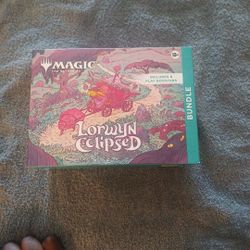 MAGIC
INCLUDES 9
PLAY BOOSTERS
LORWYN
ECLIPSED
BUNDLE